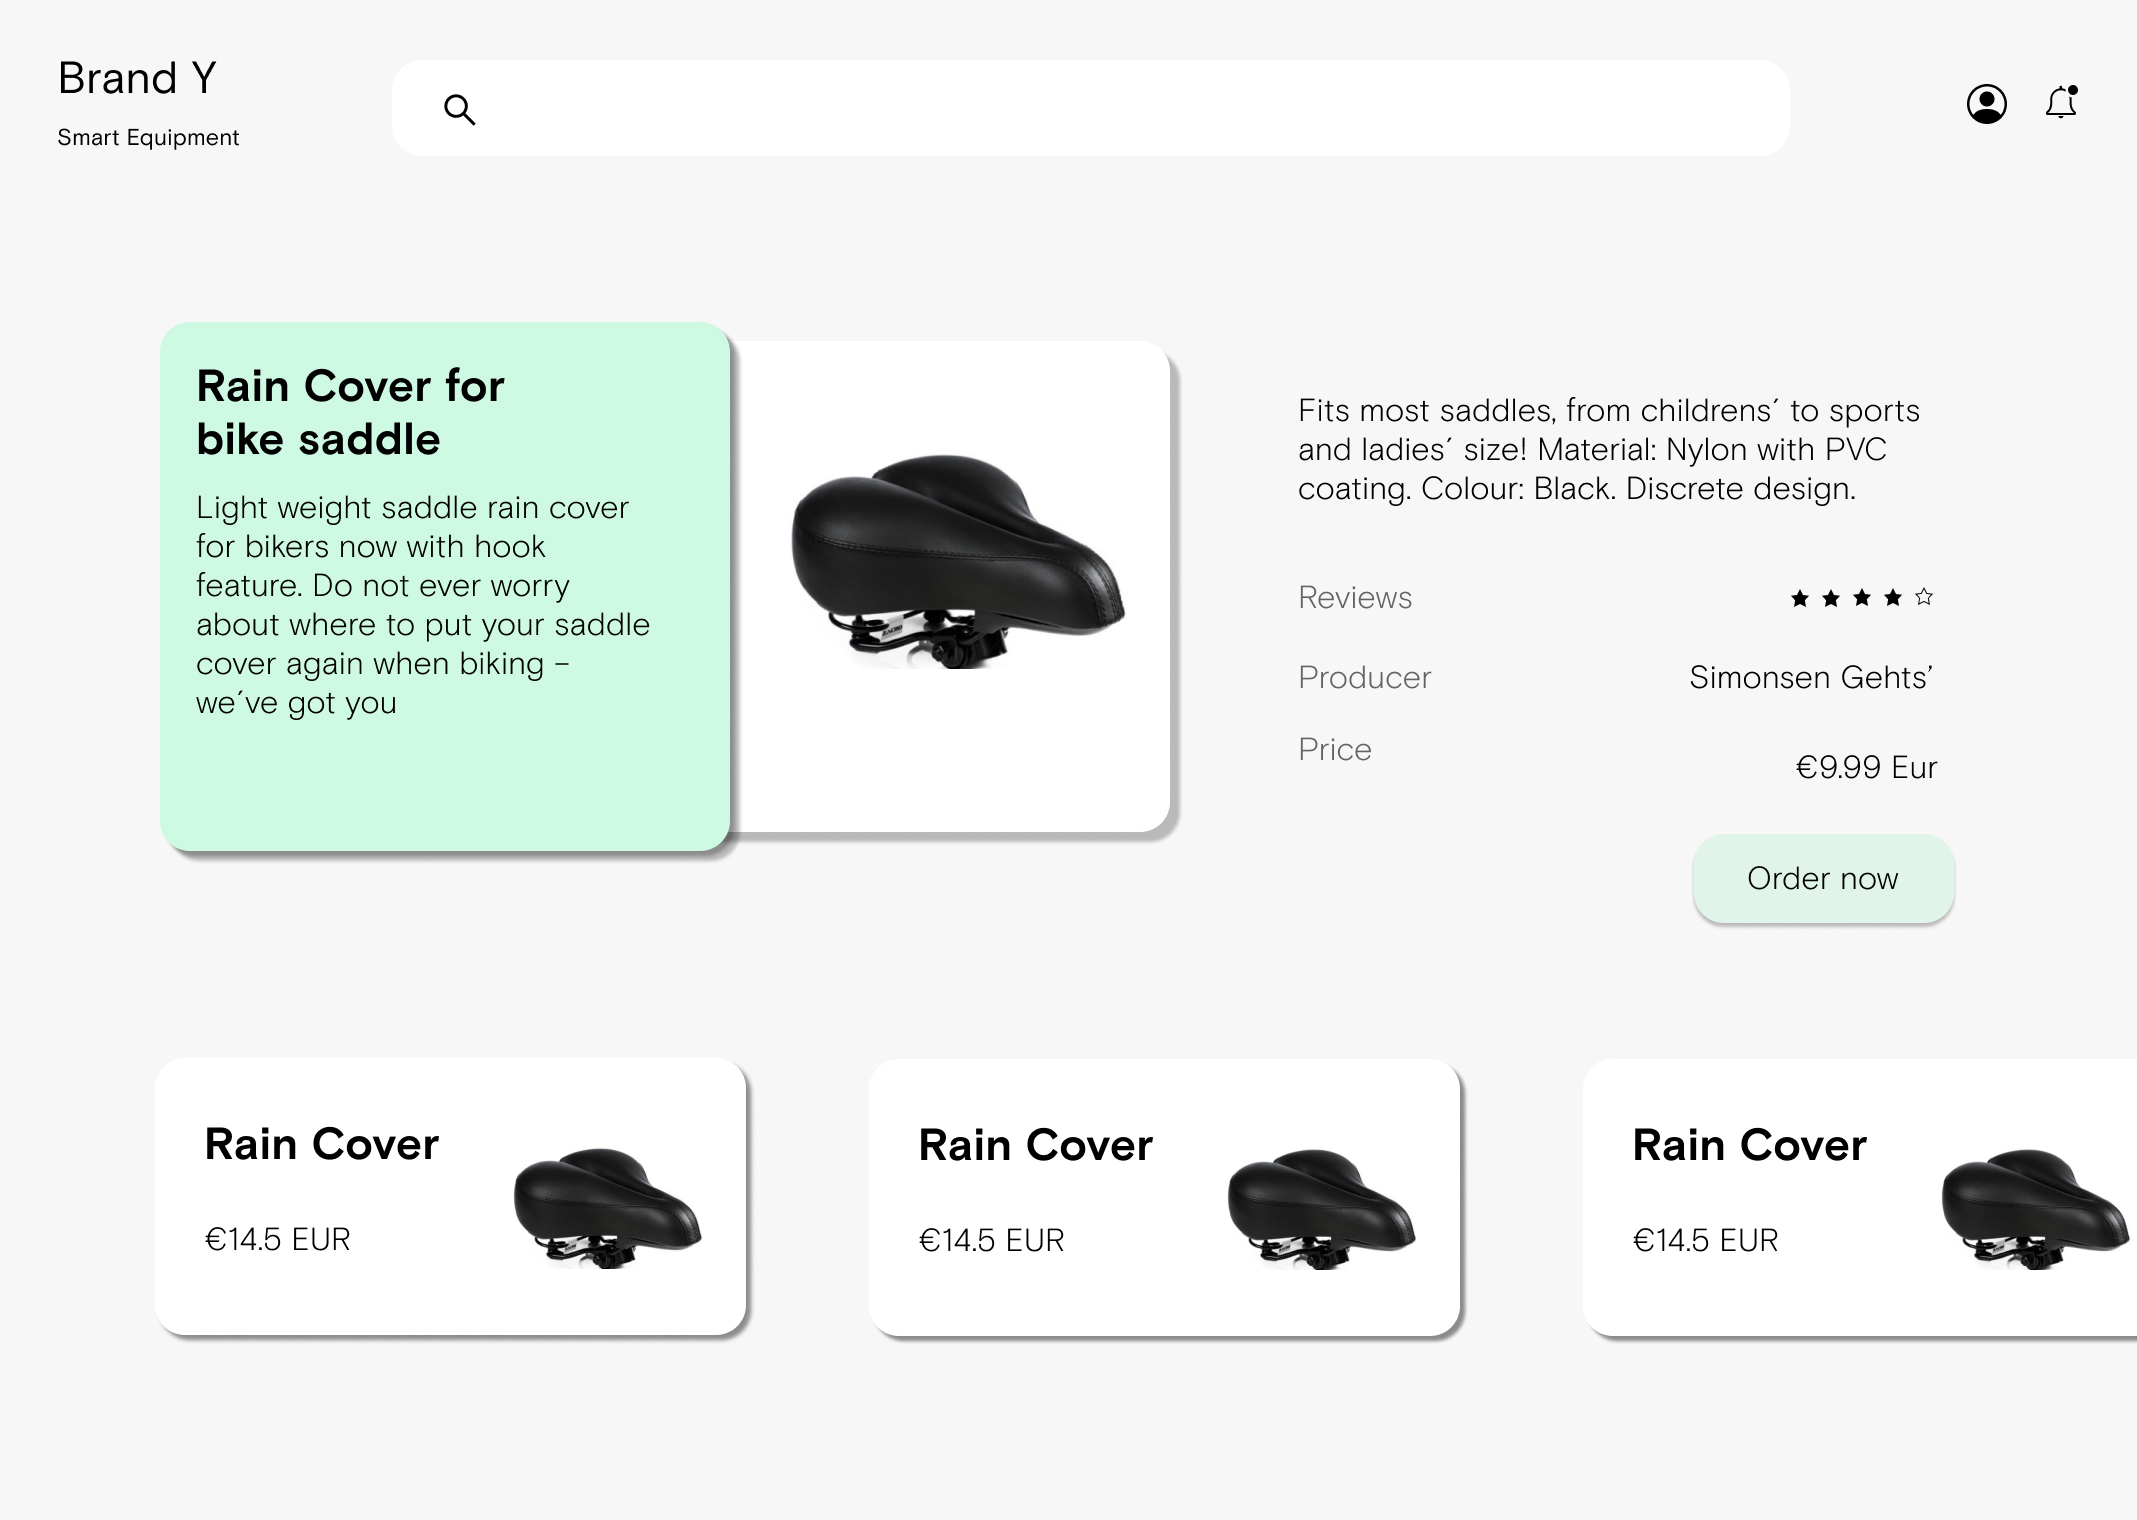 Brand Y
Smart Equipment
Rain Cover for
bike saddle
Light weight saddle rain cover
for bikers now with hook
feature. Do not ever worry
about where to put your saddle
cover again when biking –
we´ve got you
Fits most saddles, from childrens´ to sports
and ladies´ size! Material: Nylon with PVC
coating. Colour: Black. Discrete design.
Reviews
Producer
Simonsen Gehts’
Price
€9.99 Eur
Order now
Rain Cover
€14.5 EUR
Rain Cover
€14.5 EUR
Rain Cover
€14.5 EUR